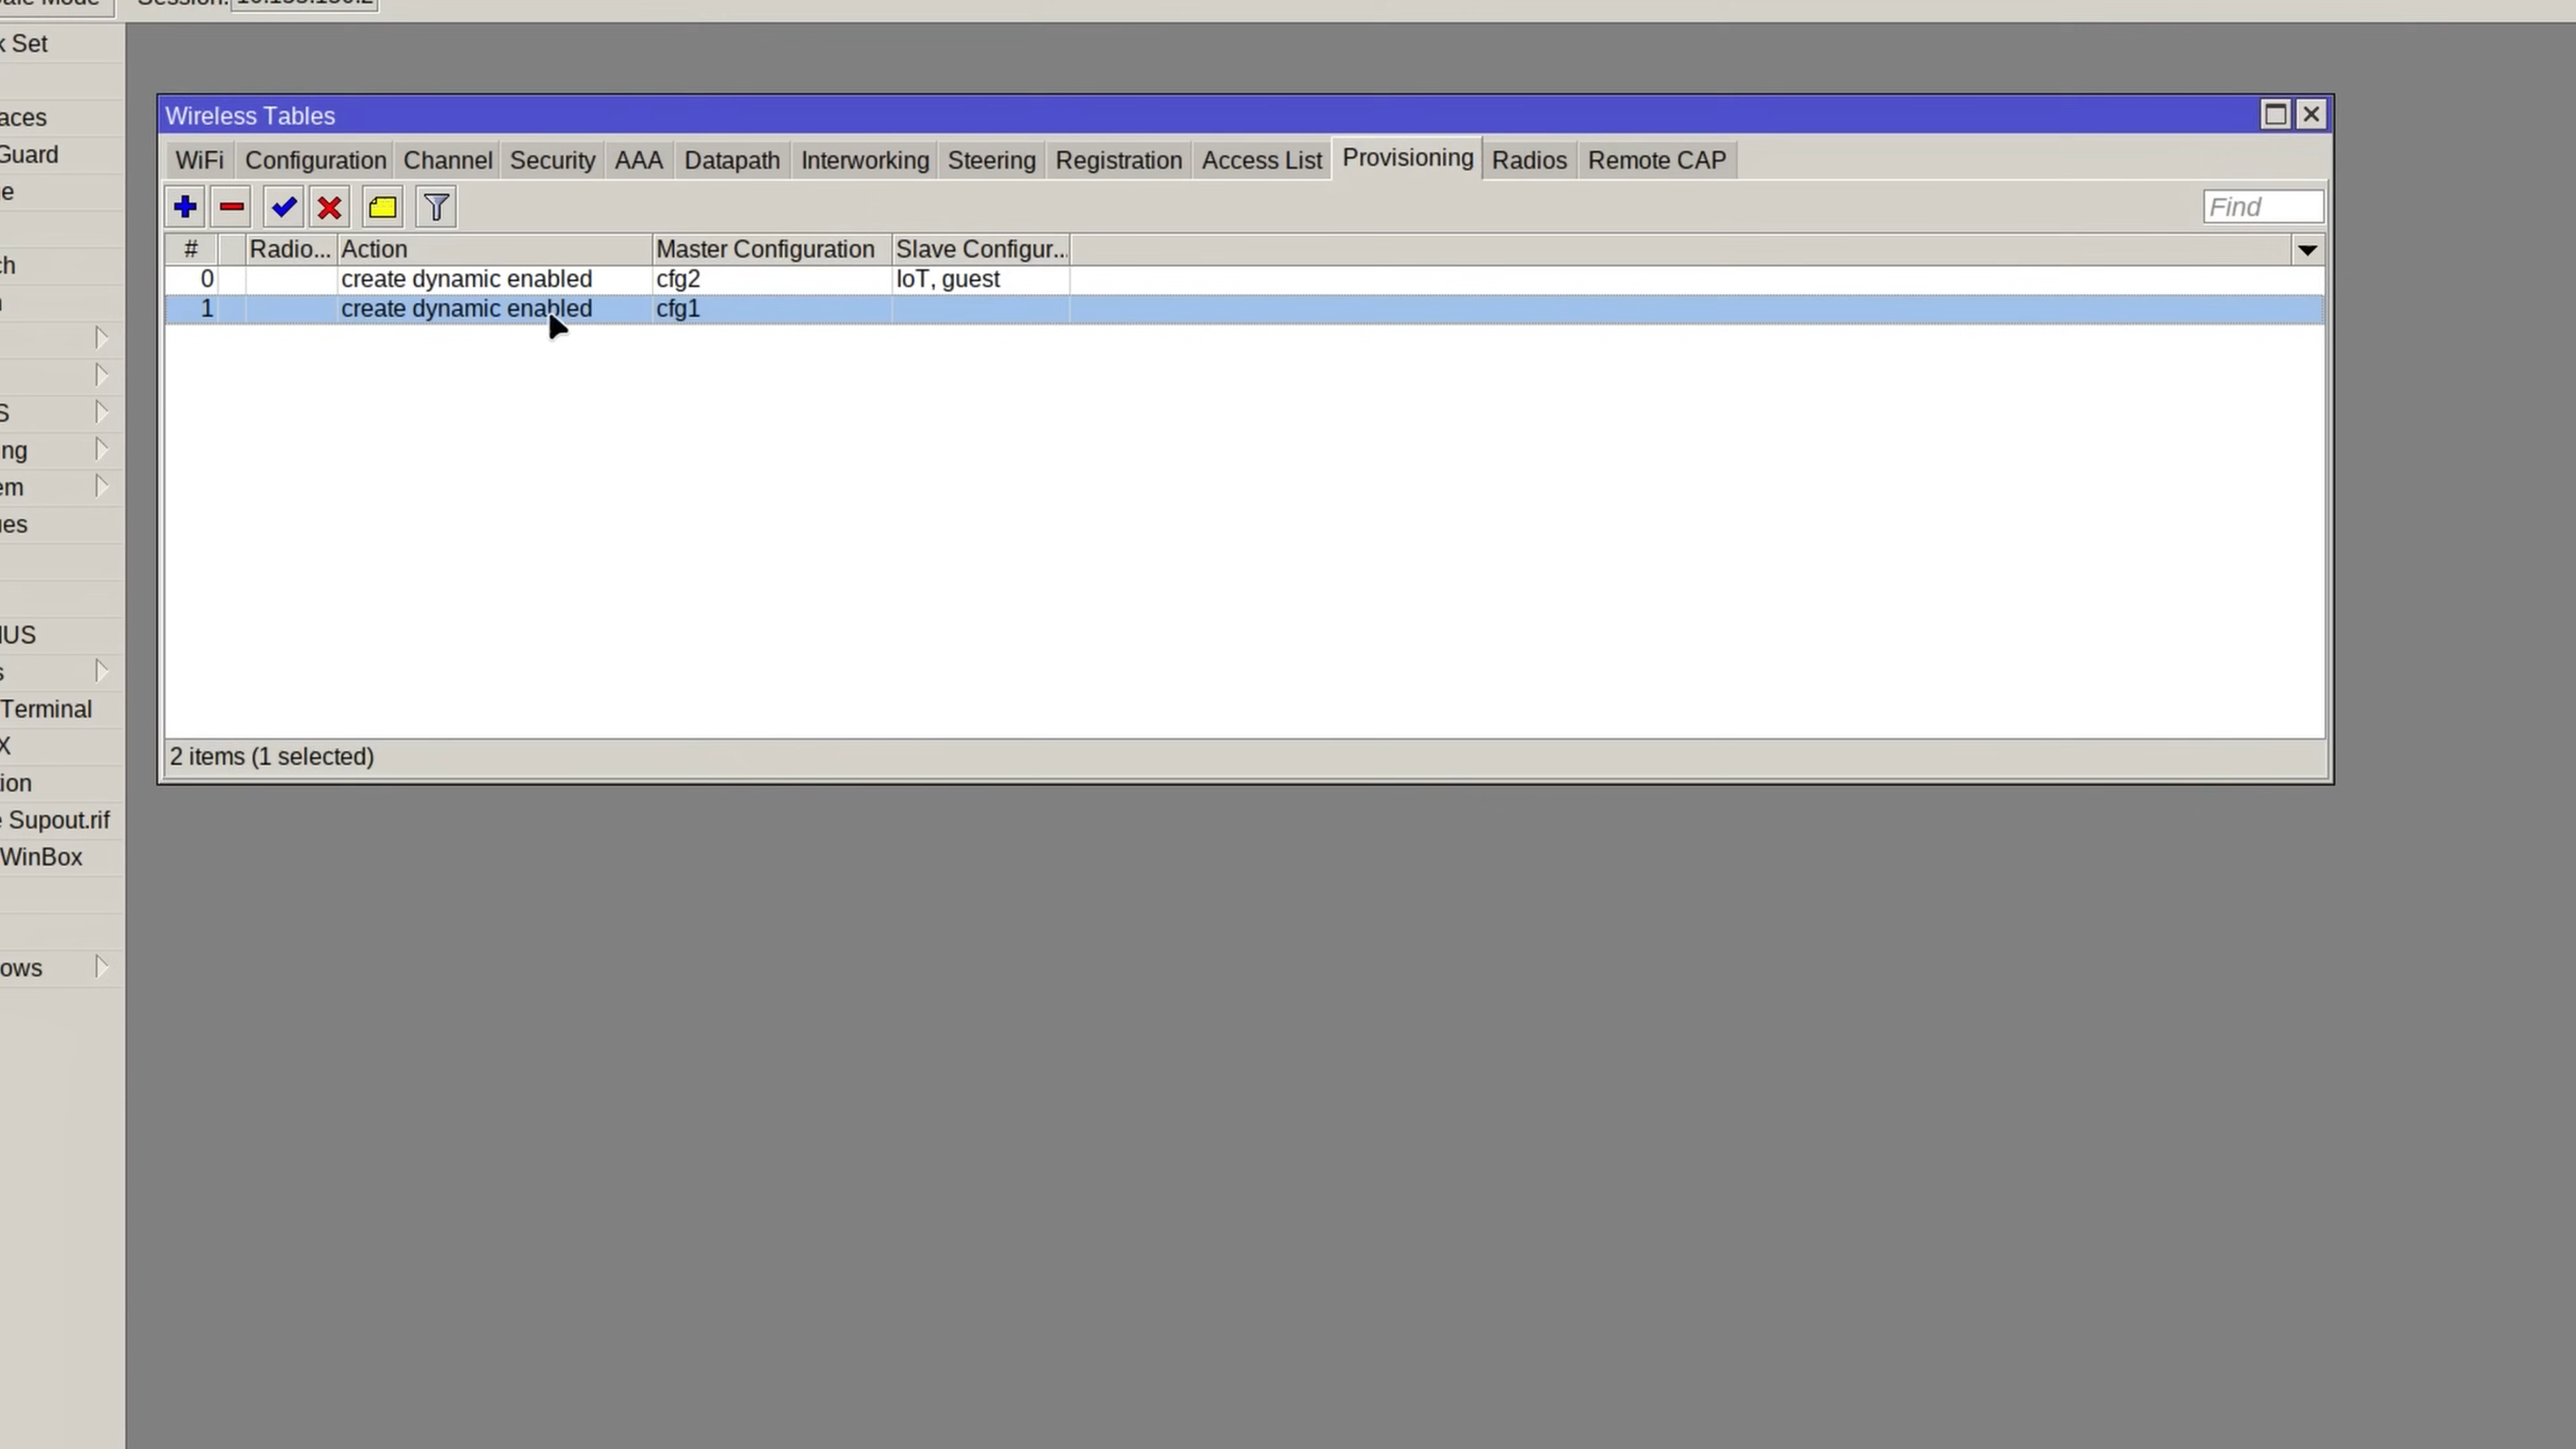 Session:
k Set
aces
Guard
Wireless Tables
WiFi Configuration Channel Security AAA Datapath Interworking Steering Registration Access List Provisioning Radios Remote CAP
Find
# Radio... Action Master Configuration Slave Configur...
0 create dynamic enabled cfg2 IoT, guest
1 create dynamic enabled cfg1
2 items (1 selected)
e
ch
S
ng
em
ues
IUS
s
Terminal
X
tion
e Supout.rif
WinBox
ows